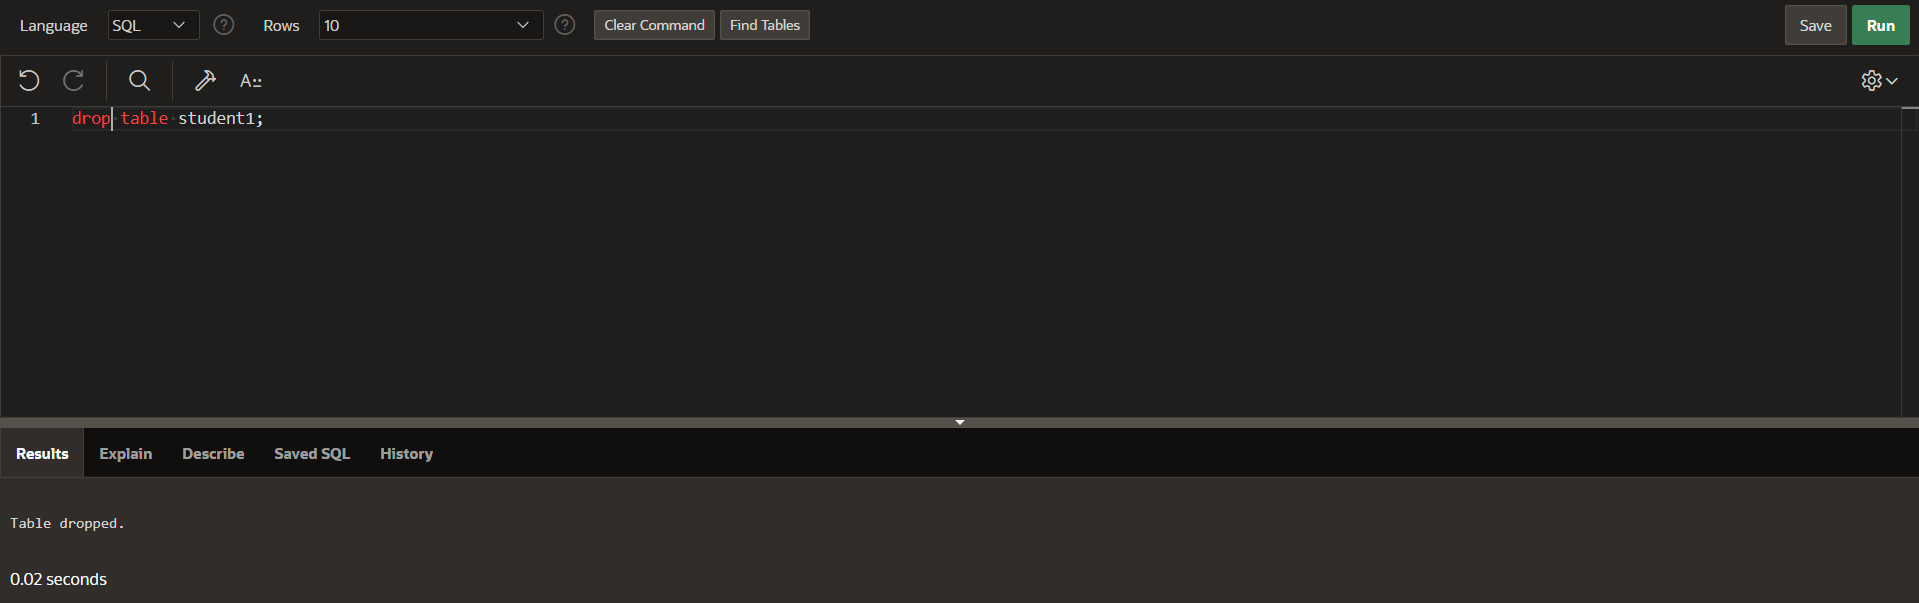 Language SQL ? Rows 10 ? Clear Command Find Tables Save Run
A::
1 drop table student1;
Results Explain Describe Saved SQL History
Table dropped.
0.02 seconds